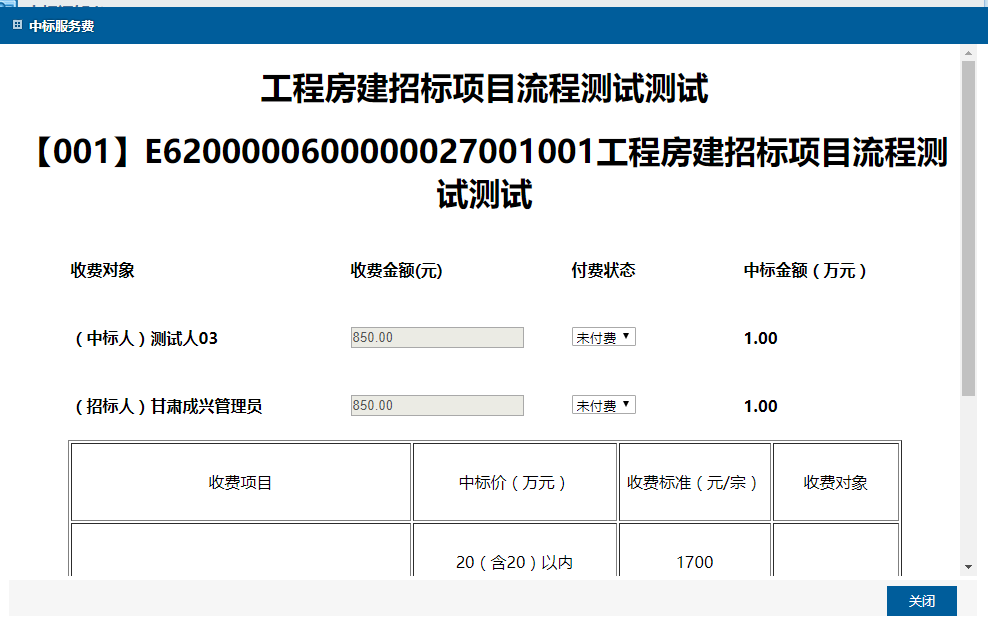 中标服务费
工程房建招标项目流程测试测试
【001】E6200000600000027001001工程房建招标项目流程测
试测试
收费对象 收费金额(元) 付费状态 中标金额（万元）
（中标人）测试人03 850.00 未付费 1.00
（招标人）甘肃成兴管理员 850.00 未付费 1.00
收费项目 中标价（万元） 收费标准（元/宗） 收费对象
20（含20）以内 1700
关闭